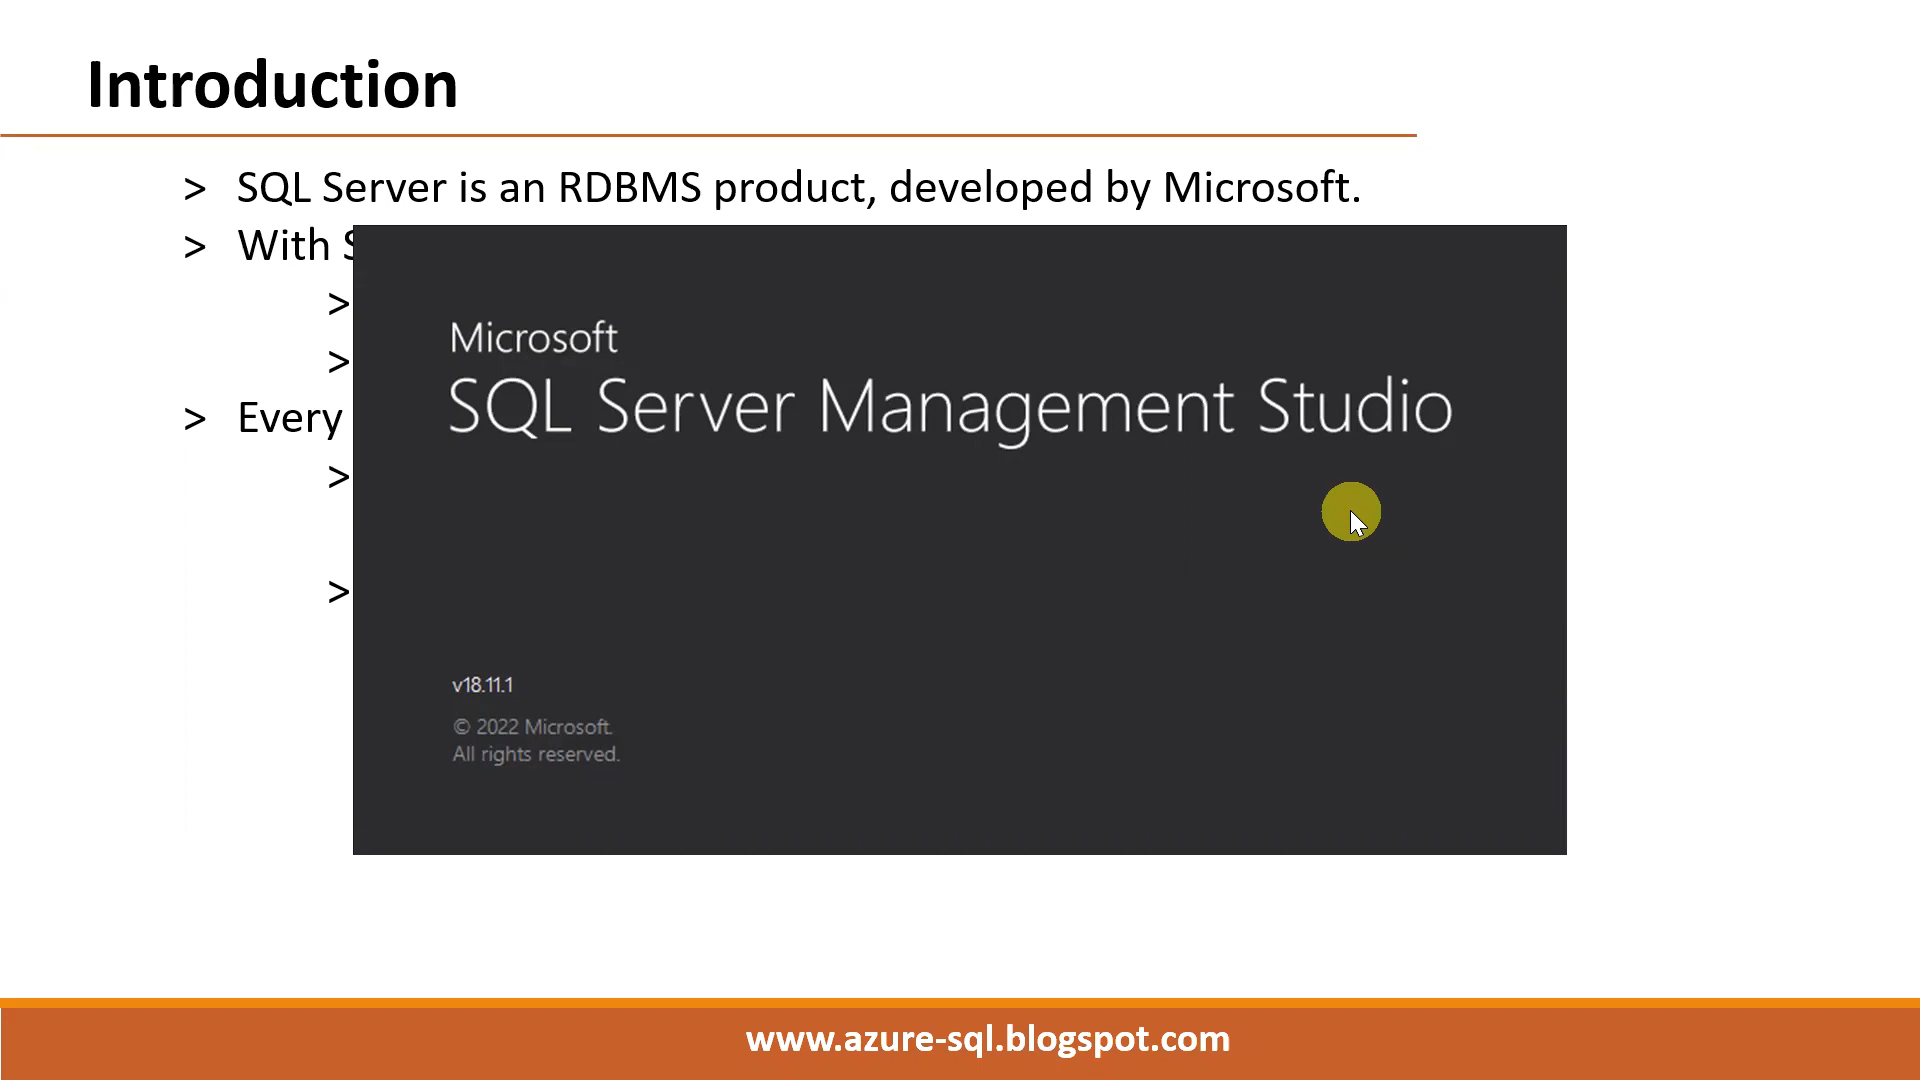 Introduction
> SQL Server is an RDBMS product, developed by Microsoft.
> With
>
>
> Every
>
>
Microsoft
SQL Server Management Studio
v18.11.1
© 2022 Microsoft.
All rights reserved.
www.azure-sql.blogspot.com